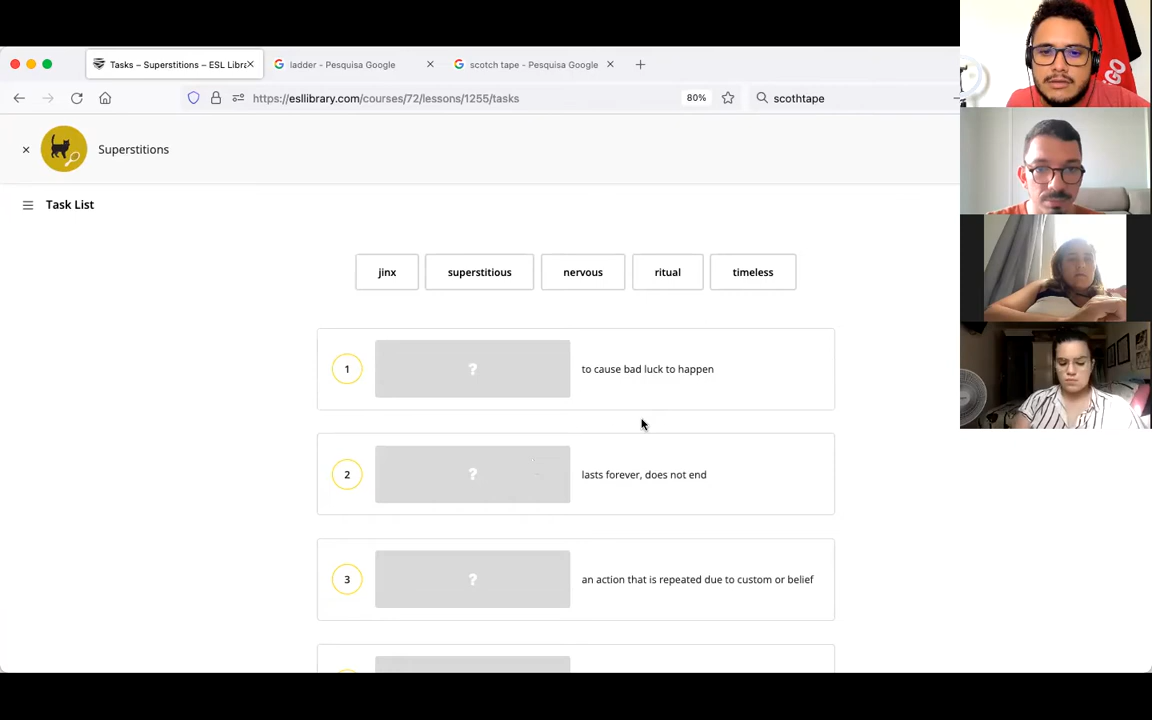 Tasks – Superstitions – ESL Libra
ladder - Pesquisa Google
scotch tape - Pesquisa Google
https://esllibrary.com/courses/72/lessons/1255/tasks
80%
scothtape
Superstitions
Task List
jinx
superstitious
nervous
ritual
timeless
1
?
to cause bad luck to happen
2
?
lasts forever, does not end
3
?
an action that is repeated due to custom or belief